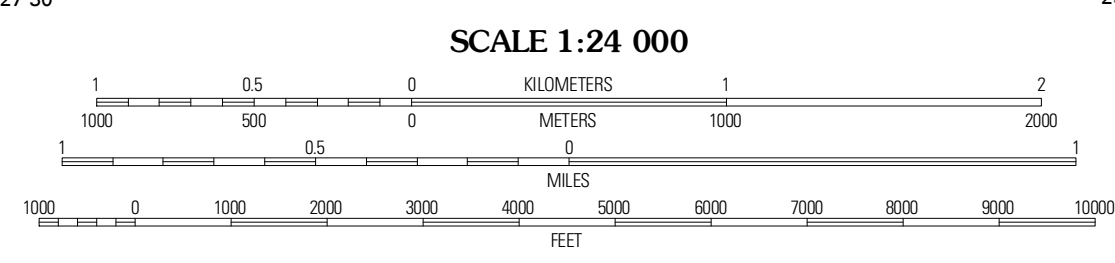 27'30"
SCALE 1:24 000
1 0.5 0 KILOMETERS 1 2
1000 500 0 METERS 1000 2000
1 0.5 0 1
MILES
1000 0 1000 2000 3000 4000 5000 6000 7000 8000 9000 10000
FEET